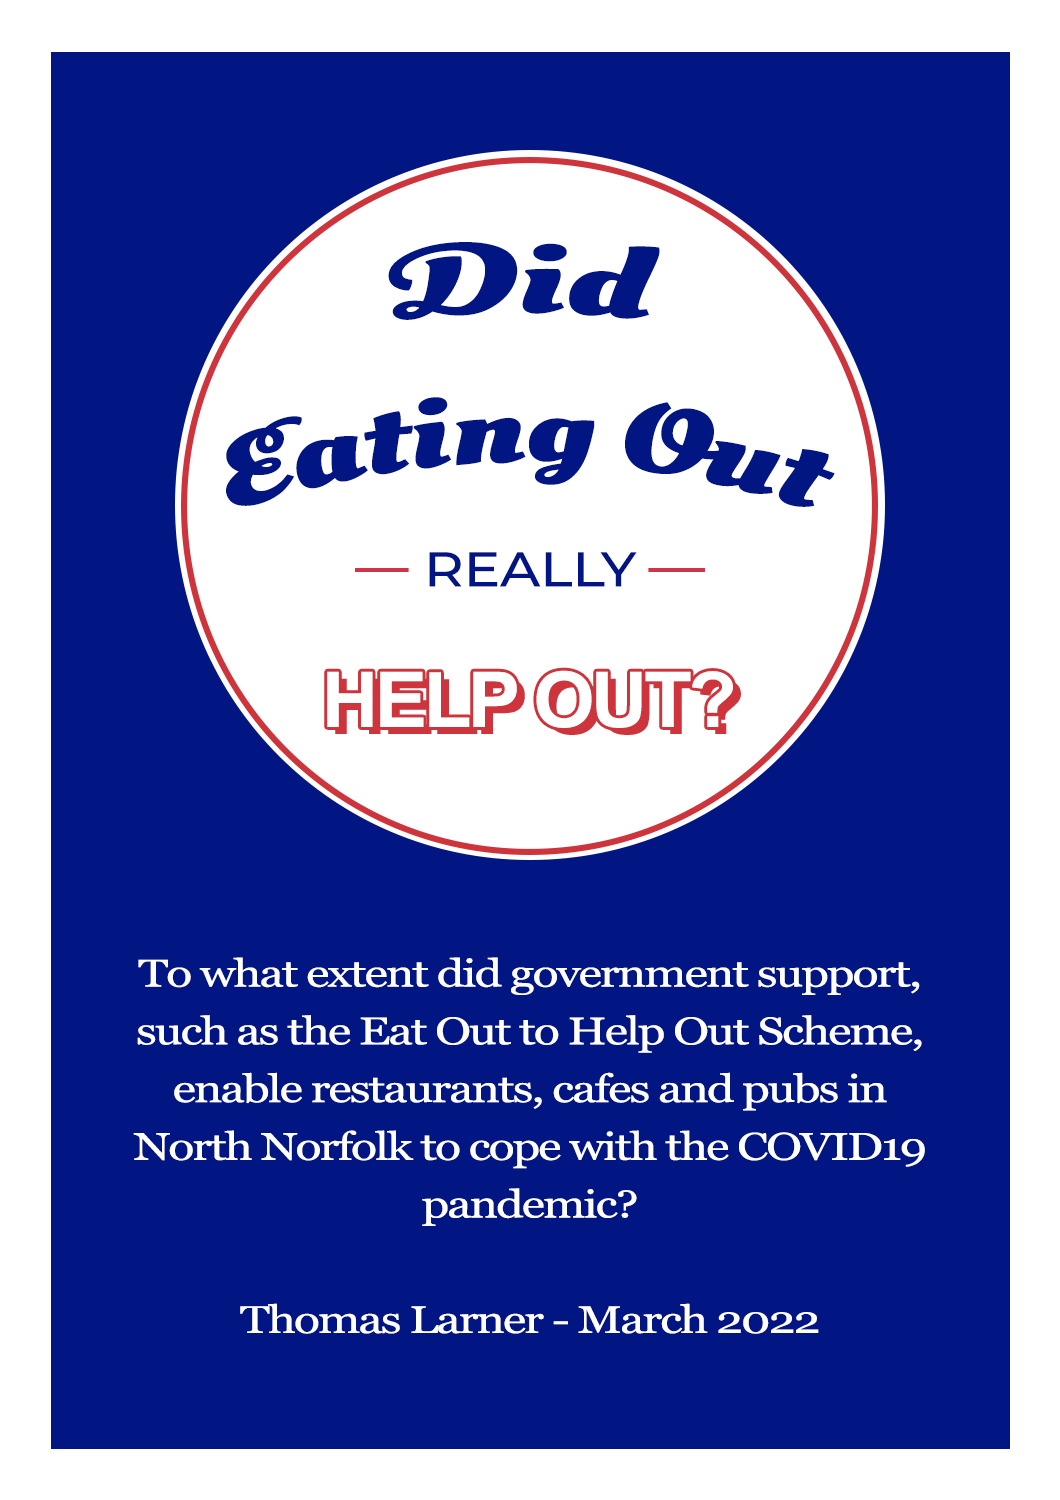 Did
Eating Out
REALLY
HELP OUT?
To what extent did government support,
such as the Eat Out to Help Out Scheme,
enable restaurants, cafes and pubs in
North Norfolk to cope with the COVID19
pandemic?
Thomas Larner - March 2022